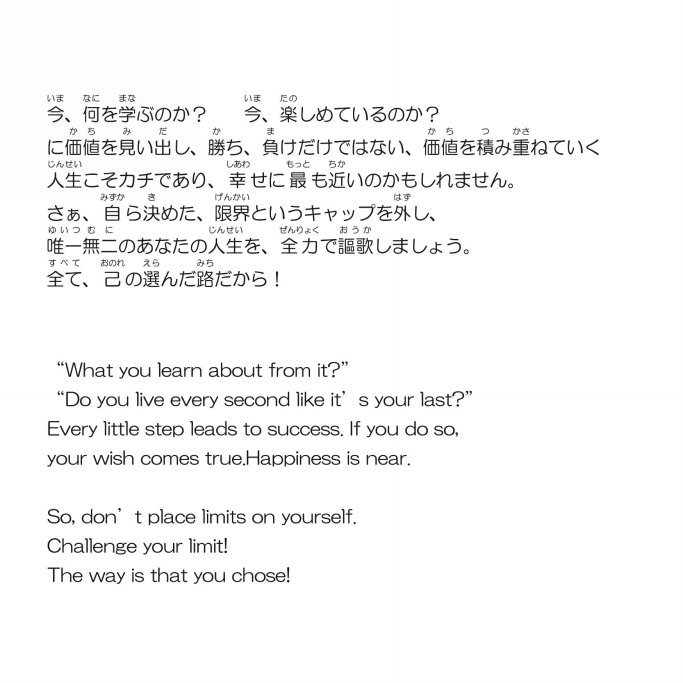 今、何を学ぶのか？　今、楽しめているのか？
に価値を見い出し、勝ち、負けだけではない、価値を積み重ねていく
人生こそカチであり、幸せに最も近いのかもしれません。
さぁ、自ら決めた、限界というキャップを外し、
唯一無二のあなたの人生を、全力で謳歌しましょう。
全て、己の選んだ路だから！
“What you learn about from it?”
“Do you live every second like it’s your last?”
Every little step leads to success. If you do so,
your wish comes true.Happiness is near.
So, don’t place limits on yourself.
Challenge your limit!
The way is that you chose!